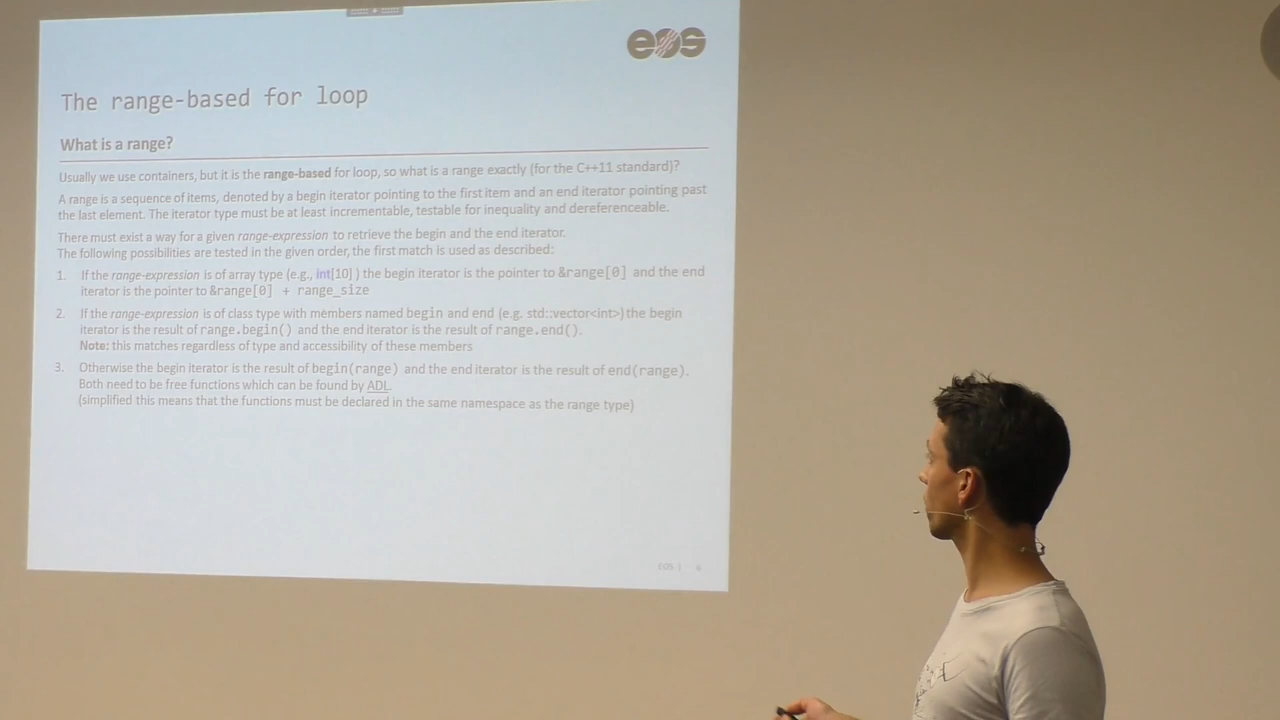 eos
The range-based for loop
What is a range?
Usually we use containers, but it is the range-based for loop, so what is a range exactly (for the C++11 standard)?
A range is a sequence of items, denoted by a begin iterator pointing to the first item and an end iterator pointing past
the last element. The iterator type must be at least incrementable, testable for inequality and dereferenceable.
There must exist a way for a given range-expression to retrieve the begin and the end iterator.
The following possibilities are tested in the given order, the first match is used as described:
1. If the range-expression is of array type (e.g., int[10] ) the begin iterator is the pointer to &range[0] and the end
iterator is the pointer to &range[0] + range_size
2. If the range-expression is of class type with members named begin and end (e.g. std::vector<int>) the begin
iterator is the result of range.begin() and the end iterator is the result of range.end().
Note: this matches regardless of type and accessibility of these members
3. Otherwise the begin iterator is the result of begin(range) and the end iterator is the result of end(range).
Both need to be free functions which can be found by ADL.
(simplified this means that the functions must be declared in the same namespace as the range type)
EOS | 6